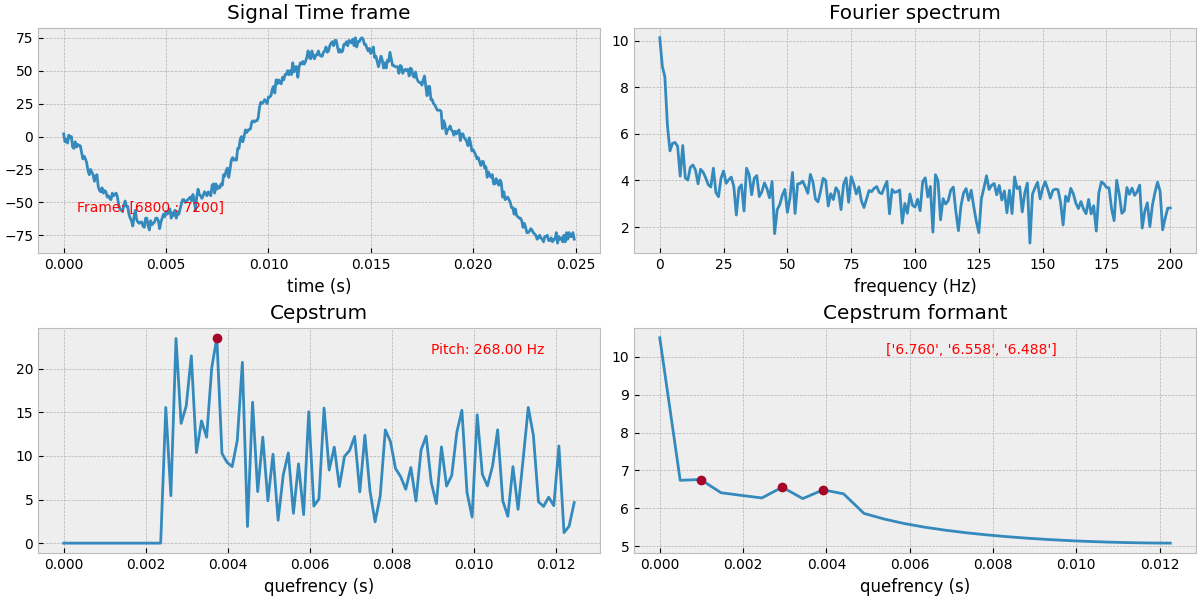 Signal Time frame
75
50
25
0
−25
−50
−75
Frame: [6800 : 7200]
0.000 0.005 0.010 0.015 0.020 0.025
time (s)
Fourier spectrum
10
8
6
4
2
0 25 50 75 100 125 150 175 200
frequency (Hz)
Cepstrum
Pitch: 268.00 Hz
20
15
10
5
0
0.000 0.002 0.004 0.006 0.008 0.010 0.012
quefrency (s)
Cepstrum formant
['6.760', '6.558', '6.488']
10
9
8
7
6
5
0.000 0.002 0.004 0.006 0.008 0.010 0.012
quefrency (s)